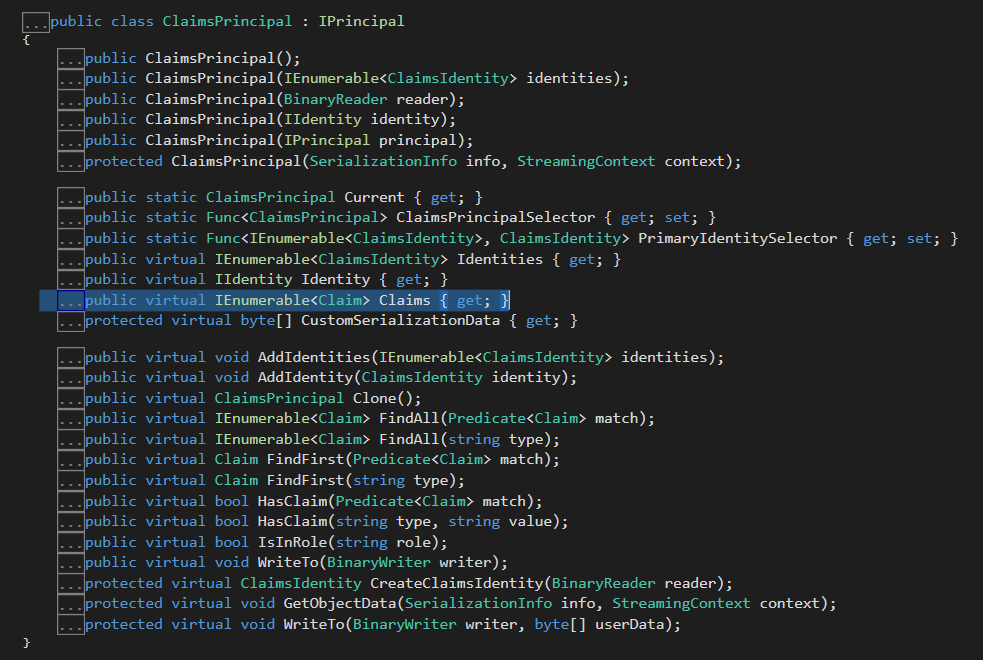 ...public class ClaimsPrincipal : IPrincipal
{
...public ClaimsPrincipal();
...public ClaimsPrincipal(IEnumerable<ClaimsIdentity> identities);
...public ClaimsPrincipal(BinaryReader reader);
...public ClaimsPrincipal(IIdentity identity);
...public ClaimsPrincipal(IPrincipal principal);
...protected ClaimsPrincipal(SerializationInfo info, StreamingContext context);
...public static ClaimsPrincipal Current { get; }
...public static Func<ClaimsPrincipal> ClaimsPrincipalSelector { get; set; }
...public static Func<IEnumerable<ClaimsIdentity>, ClaimsIdentity> PrimaryIdentitySelector { get; set; }
...public virtual IEnumerable<ClaimsIdentity> Identities { get; }
...public virtual IIdentity Identity { get; }
...public virtual IEnumerable<Claim> Claims { get; }
...protected virtual byte[] CustomSerializationData { get; }
...public virtual void AddIdentities(IEnumerable<ClaimsIdentity> identities);
...public virtual void AddIdentity(ClaimsIdentity identity);
...public virtual ClaimsPrincipal Clone();
...public virtual IEnumerable<Claim> FindAll(Predicate<Claim> match);
...public virtual IEnumerable<Claim> FindAll(string type);
...public virtual Claim FindFirst(Predicate<Claim> match);
...public virtual Claim FindFirst(string type);
...public virtual bool HasClaim(Predicate<Claim> match);
...public virtual bool HasClaim(string type, string value);
...public virtual bool IsInRole(string role);
...public virtual void WriteTo(BinaryWriter writer);
...protected virtual ClaimsIdentity CreateClaimsIdentity(BinaryReader reader);
...protected virtual void GetObjectData(SerializationInfo info, StreamingContext context);
...protected virtual void WriteTo(BinaryWriter writer, byte[] userData);
}